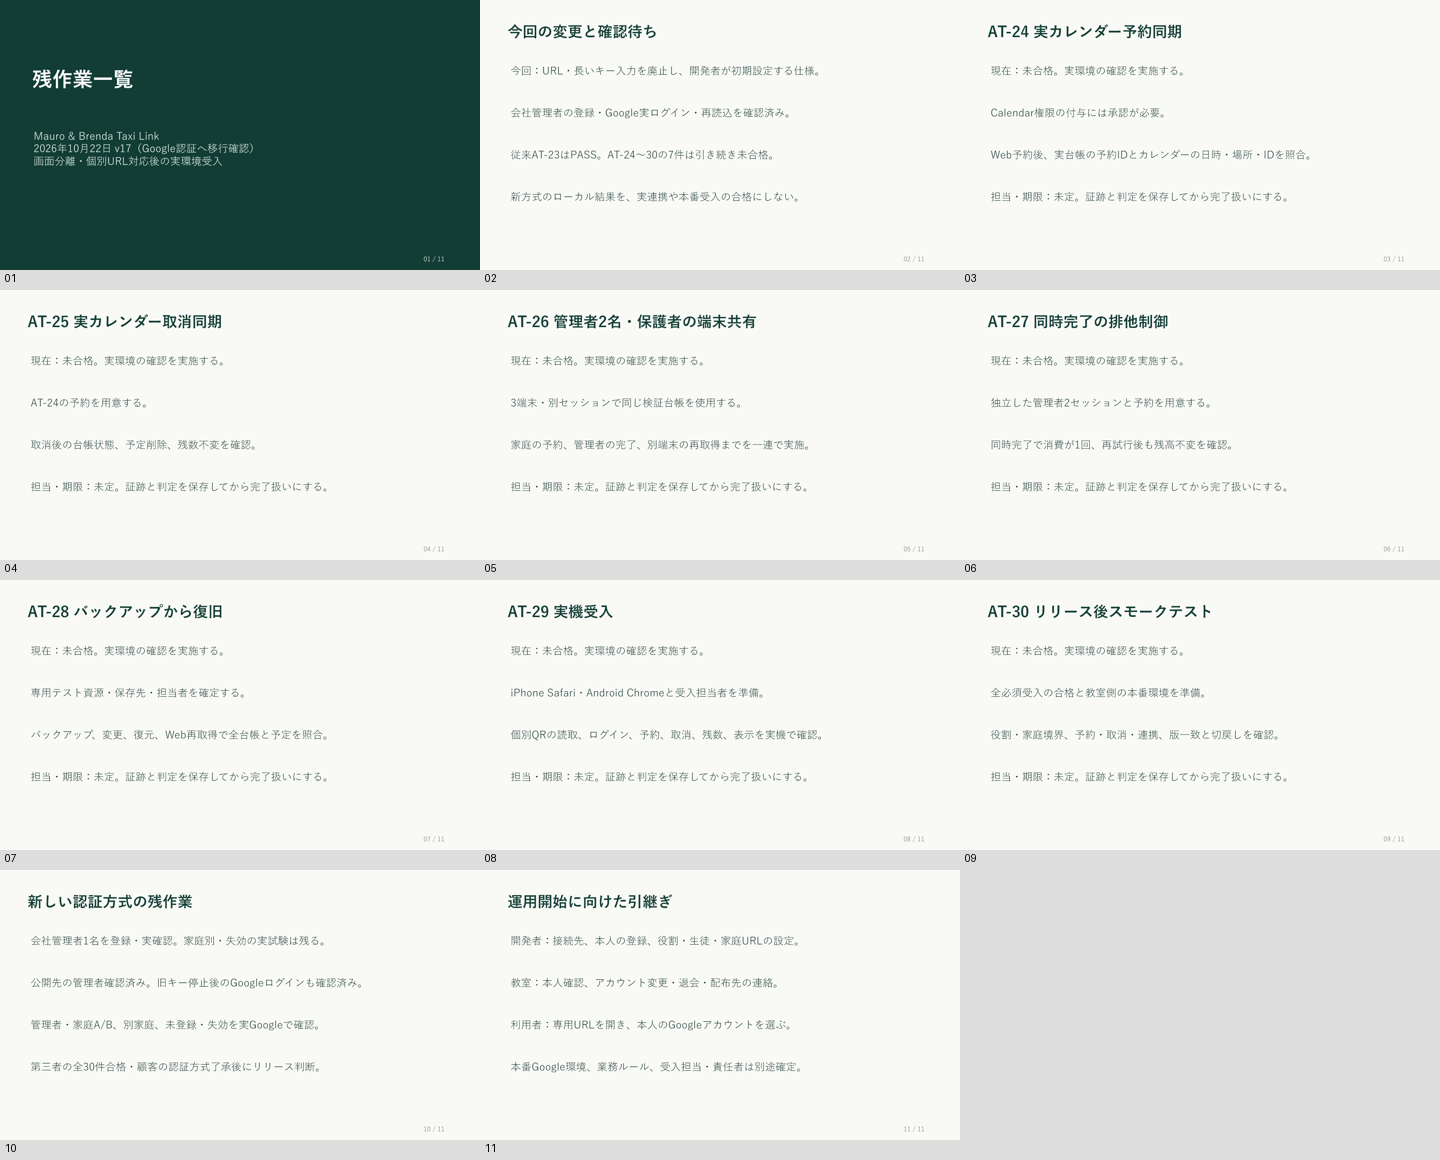 残作業一覧
Mauro & Brenda Taxi Link
2026年10月22日 v17（Google認証へ移行確認）
画面分離・個別URL対応後の実環境受入
01 / 11
01
今回の変更と確認待ち
今回：URL・長いキー入力を廃止し、開発者が初期設定する仕様。
会社管理者の登録・Google実ログイン・再読込を確認済み。
従来AT-23はPASS。AT-24～30の7件は引き続き未合格。
新方式のローカル結果を、実連携や本番受入の合格にしない。
02 / 11
02
AT-24 実カレンダー予約同期
現在：未合格。実環境の確認を実施する。
Calendar権限の付与には承認が必要。
Web予約後、実台帳の予約IDとカレンダーの日時・場所・IDを照合。
担当・期限：未定。証跡と判定を保存してから完了扱いにする。
03 / 11
03
AT-25 実カレンダー取消同期
現在：未合格。実環境の確認を実施する。
AT-24の予約を用意する。
取消後の台帳状態、予定削除、残数不変を確認。
担当・期限：未定。証跡と判定を保存してから完了扱いにする。
04 / 11
04
AT-26 管理者2名・保護者の端末共有
現在：未合格。実環境の確認を実施する。
3端末・別セッションで同じ検証台帳を使用する。
家庭の予約、管理者の完了、別端末の再取得までを一連で実施。
担当・期限：未定。証跡と判定を保存してから完了扱いにする。
05 / 11
05
AT-27 同時完了の排他制御
現在：未合格。実環境の確認を実施する。
独立した管理者2セッションと予約を用意する。
同時完了で消費が1回、再試行後も残高不変を確認。
担当・期限：未定。証跡と判定を保存してから完了扱いにする。
06 / 11
06
AT-28 バックアップから復旧
現在：未合格。実環境の確認を実施する。
専用テスト資源・保存先・担当者を確定する。
バックアップ、変更、復元、Web再取得で全台帳と予定を照合。
担当・期限：未定。証跡と判定を保存してから完了扱いにする。
07 / 11
07
AT-29 実機受入
現在：未合格。実環境の確認を実施する。
iPhone Safari・Android Chromeと受入担当者を準備。
個別QRの読取、ログイン、予約、取消、残数、表示を実機で確認。
担当・期限：未定。証跡と判定を保存してから完了扱いにする。
08 / 11
08
AT-30 リリース後スモークテスト
現在：未合格。実環境の確認を実施する。
全必須受入の合格と教室側の本番環境を準備。
役割・家庭境界、予約・取消・連携、版一致と切戻しを確認。
担当・期限：未定。証跡と判定を保存してから完了扱いにする。
09 / 11
09
新しい認証方式の残作業
会社管理者1名を登録・実確認。家庭別・失効の実試験は残る。
公開先の管理者確認済み。旧キー停止後のGoogleログインも確認済み。
管理者・家庭A/B、別家庭、未登録・失効を実Googleで確認。
第三者の全30件合格・顧客の認証方式了承後にリリース判断。
10 / 11
10
運用開始に向けた引継ぎ
開発者：接続先、本人の登録、役割・生徒・家庭URLの設定。
教室：本人確認、アカウント変更・退会・配布先の連絡。
利用者：専用URLを開き、本人のGoogleアカウントを選ぶ。
本番Google環境、業務ルール、受入担当・責任者は別途確定。
11 / 11
11